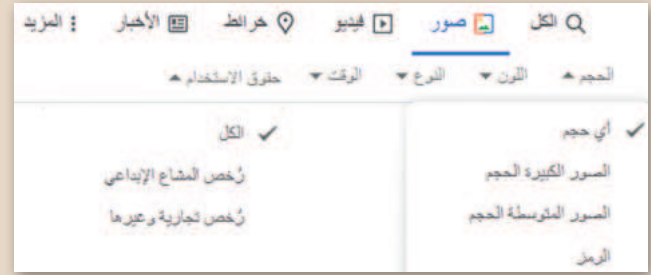 الكل صور فيديو خرائط الأخبار المزيد
الحجم اللون النوع الوقت حقوق الاستخدام
أي حجم
الصور الكبيرة الحجم
الصور المتوسطة الحجم
الرمز
الكل
رُخص المشاع الإبداعي
رُخص تجارية وغيرها